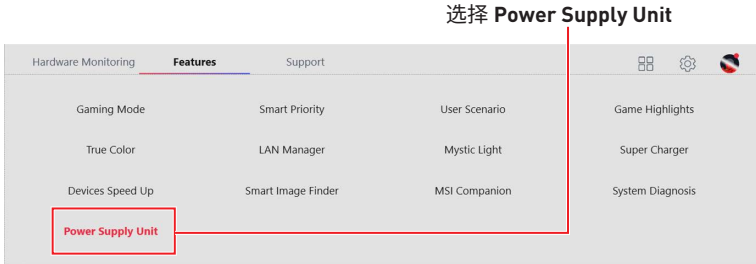 选择 Power Supply Unit
Hardware Monitoring Features Support
Gaming Mode Smart Priority User Scenario Game Highlights
True Color LAN Manager Mystic Light Super Charger
Devices Speed Up Smart Image Finder MSI Companion System Diagnosis
Power Supply Unit